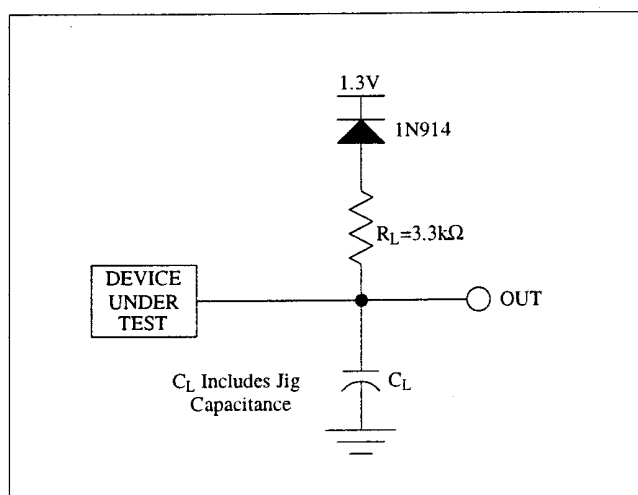 1.3V
1N914
R_L=3.3kΩ
DEVICE
UNDER
TEST
OUT
C_L Includes Jig
Capacitance
C_L